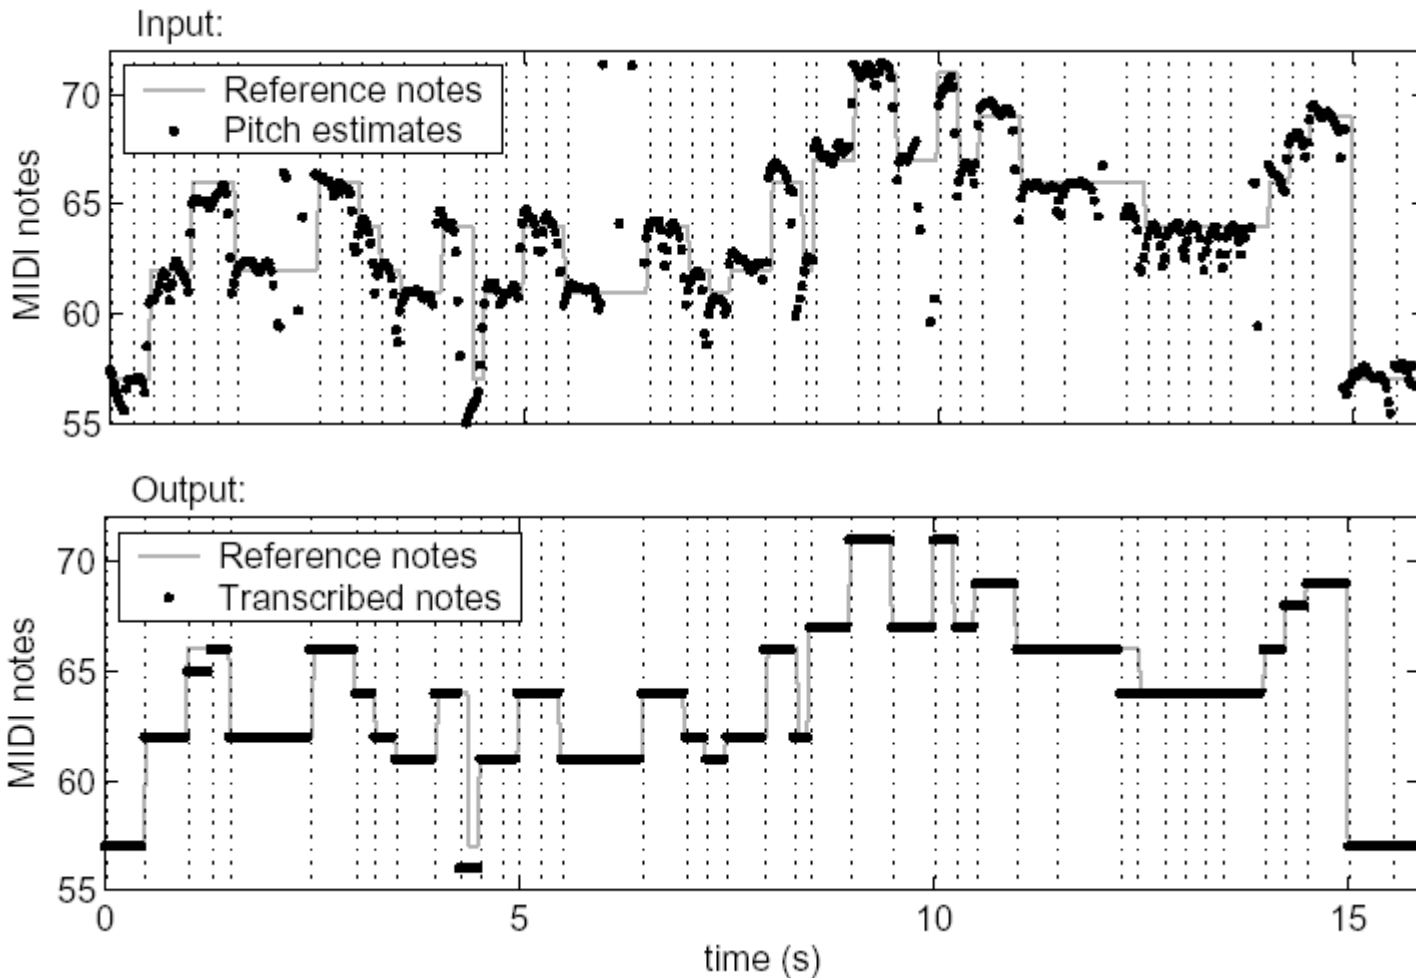 Input:
Reference notes
Pitch estimates
MIDI notes
70
65
60
55
Output:
Reference notes
Transcribed notes
MIDI notes
70
65
60
55
0 5 10 15
time (s)